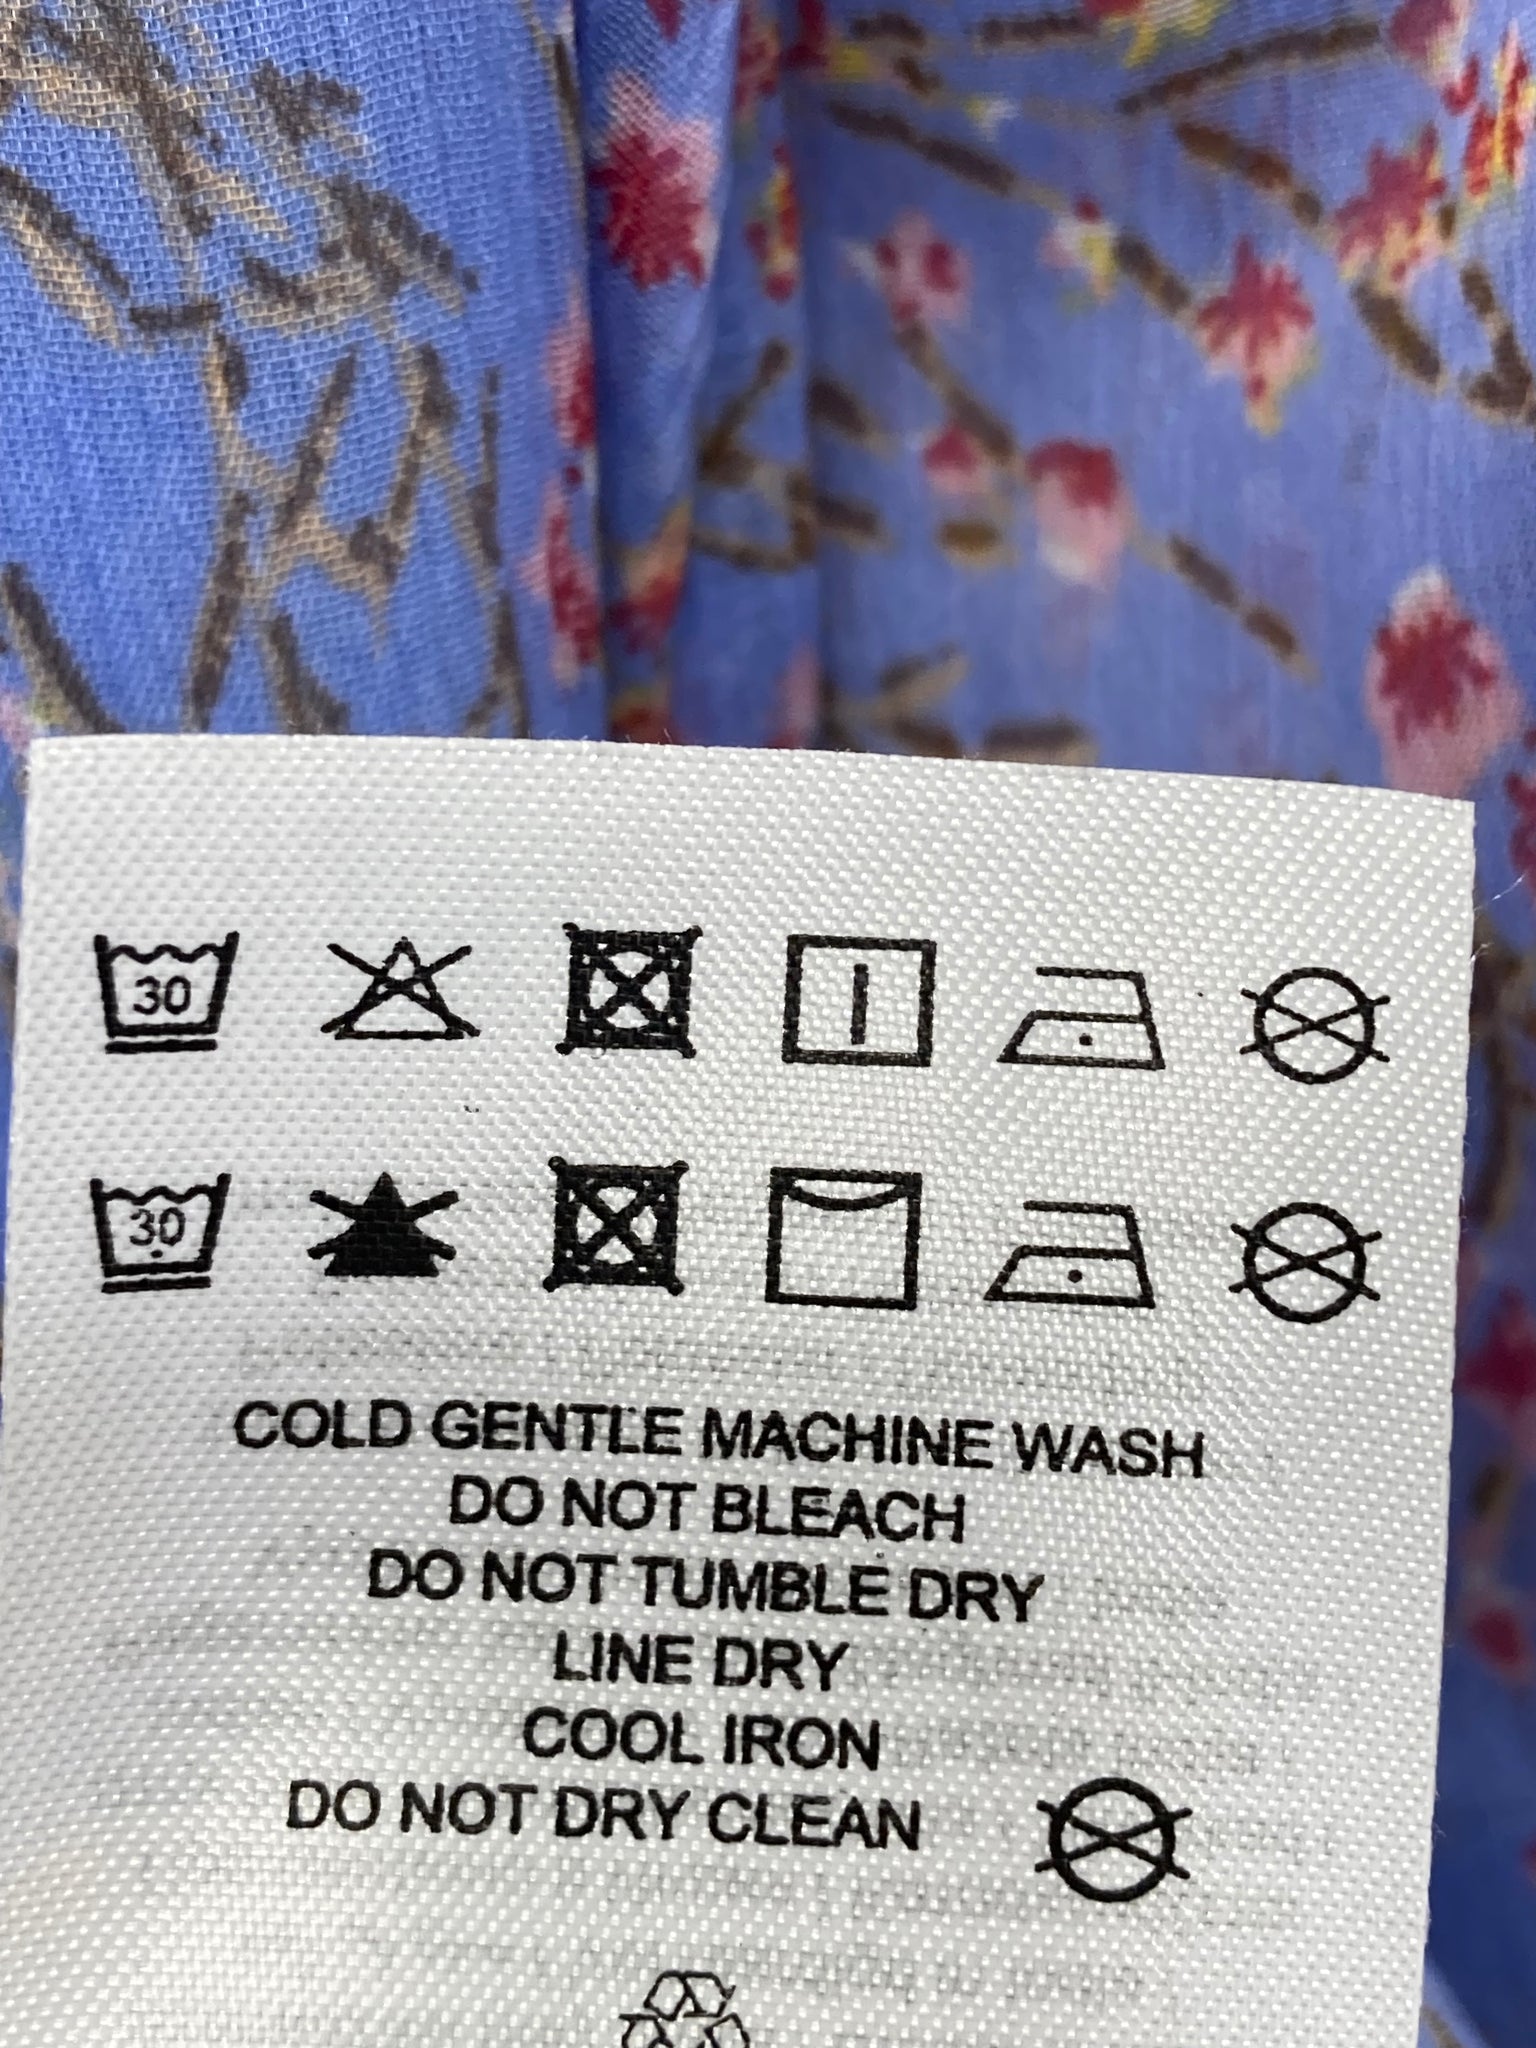 30
30
COLD GENTLE MACHINE WASH
DO NOT BLEACH
DO NOT TUMBLE DRY
LINE DRY
COOL IRON
DO NOT DRY CLEAN